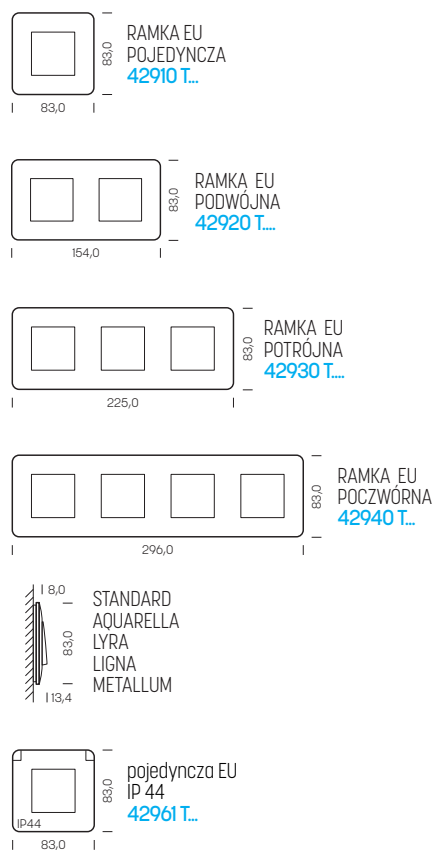 RAMKA EU
POJEDYNCZA
42910 T...
83,0
83,0
RAMKA EU
PODWÓJNA
42920 T....
83,0
154,0
RAMKA EU
POTRÓJNA
42930 T....
83,0
225,0
RAMKA EU
POCZWÓRNA
42940 T...
83,0
296,0
8,0
STANDARD
AQUARELLA
LYRA
LIGNA
METALLUM
83,0
13,4
pojedyncza EU
IP 44
42961 T...
83,0
IP44
83,0